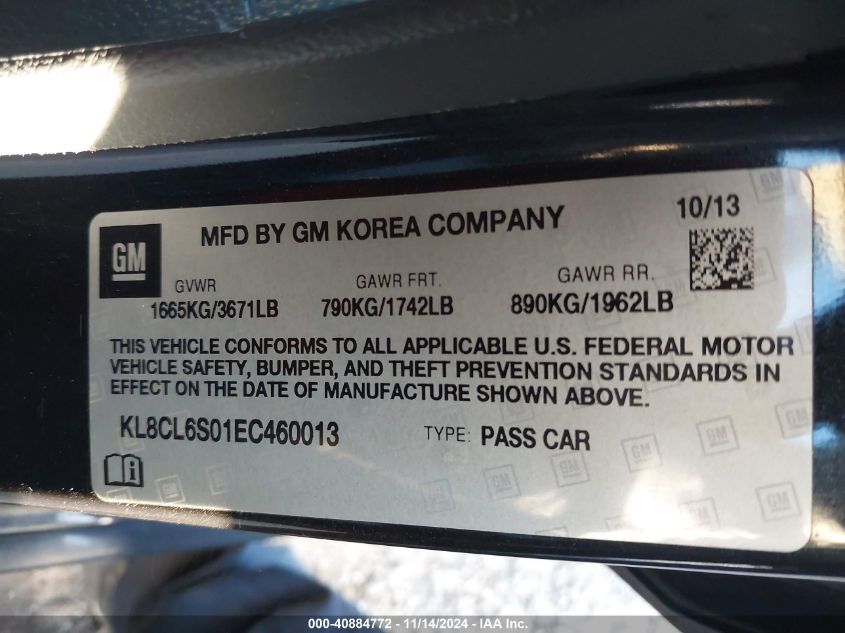 GM
MFD BY GM KOREA COMPANY
10/13
GVWR
GAWR FRT.
GAWR RR.
1665KG/3671LB
790KG/1742LB
890KG/1962LB
THIS VEHICLE CONFORMS TO ALL APPLICABLE U.S. FEDERAL MOTOR
VEHICLE SAFETY, BUMPER, AND THEFT PREVENTION STANDARDS IN
EFFECT ON THE DATE OF MANUFACTURE SHOWN ABOVE.
KL8CL6S01EC460013
TYPE: PASS CAR
000-40884772 - 11/14/2024 - IAA Inc.